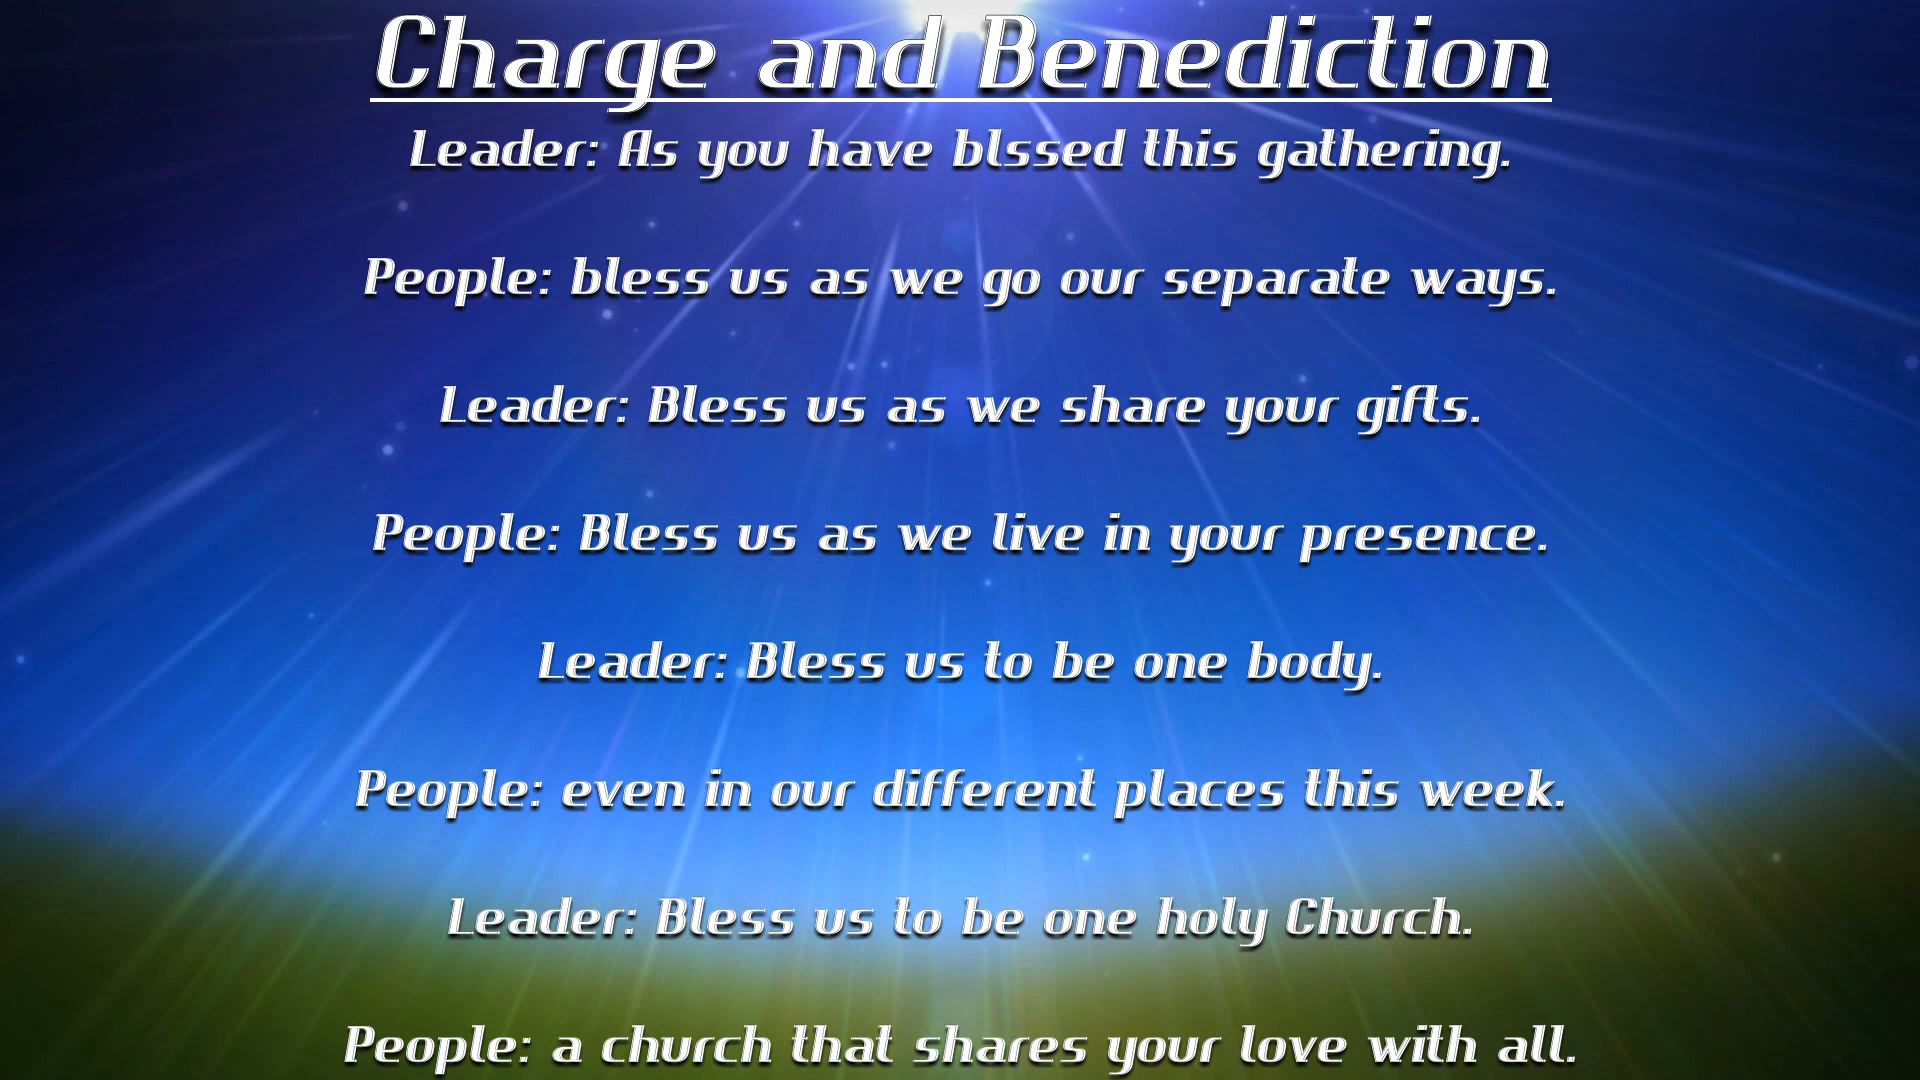 Charge and Benediction
Leader: As you have blssed this gathering.
People: bless us as we go our separate ways.
Leader: Bless us as we share your gifts.
People: Bless us as we live in your presence.
Leader: Bless us to be one body.
People: even in our different places this week.
Leader: Bless us to be one holy Church.
People: a church that shares your love with all.